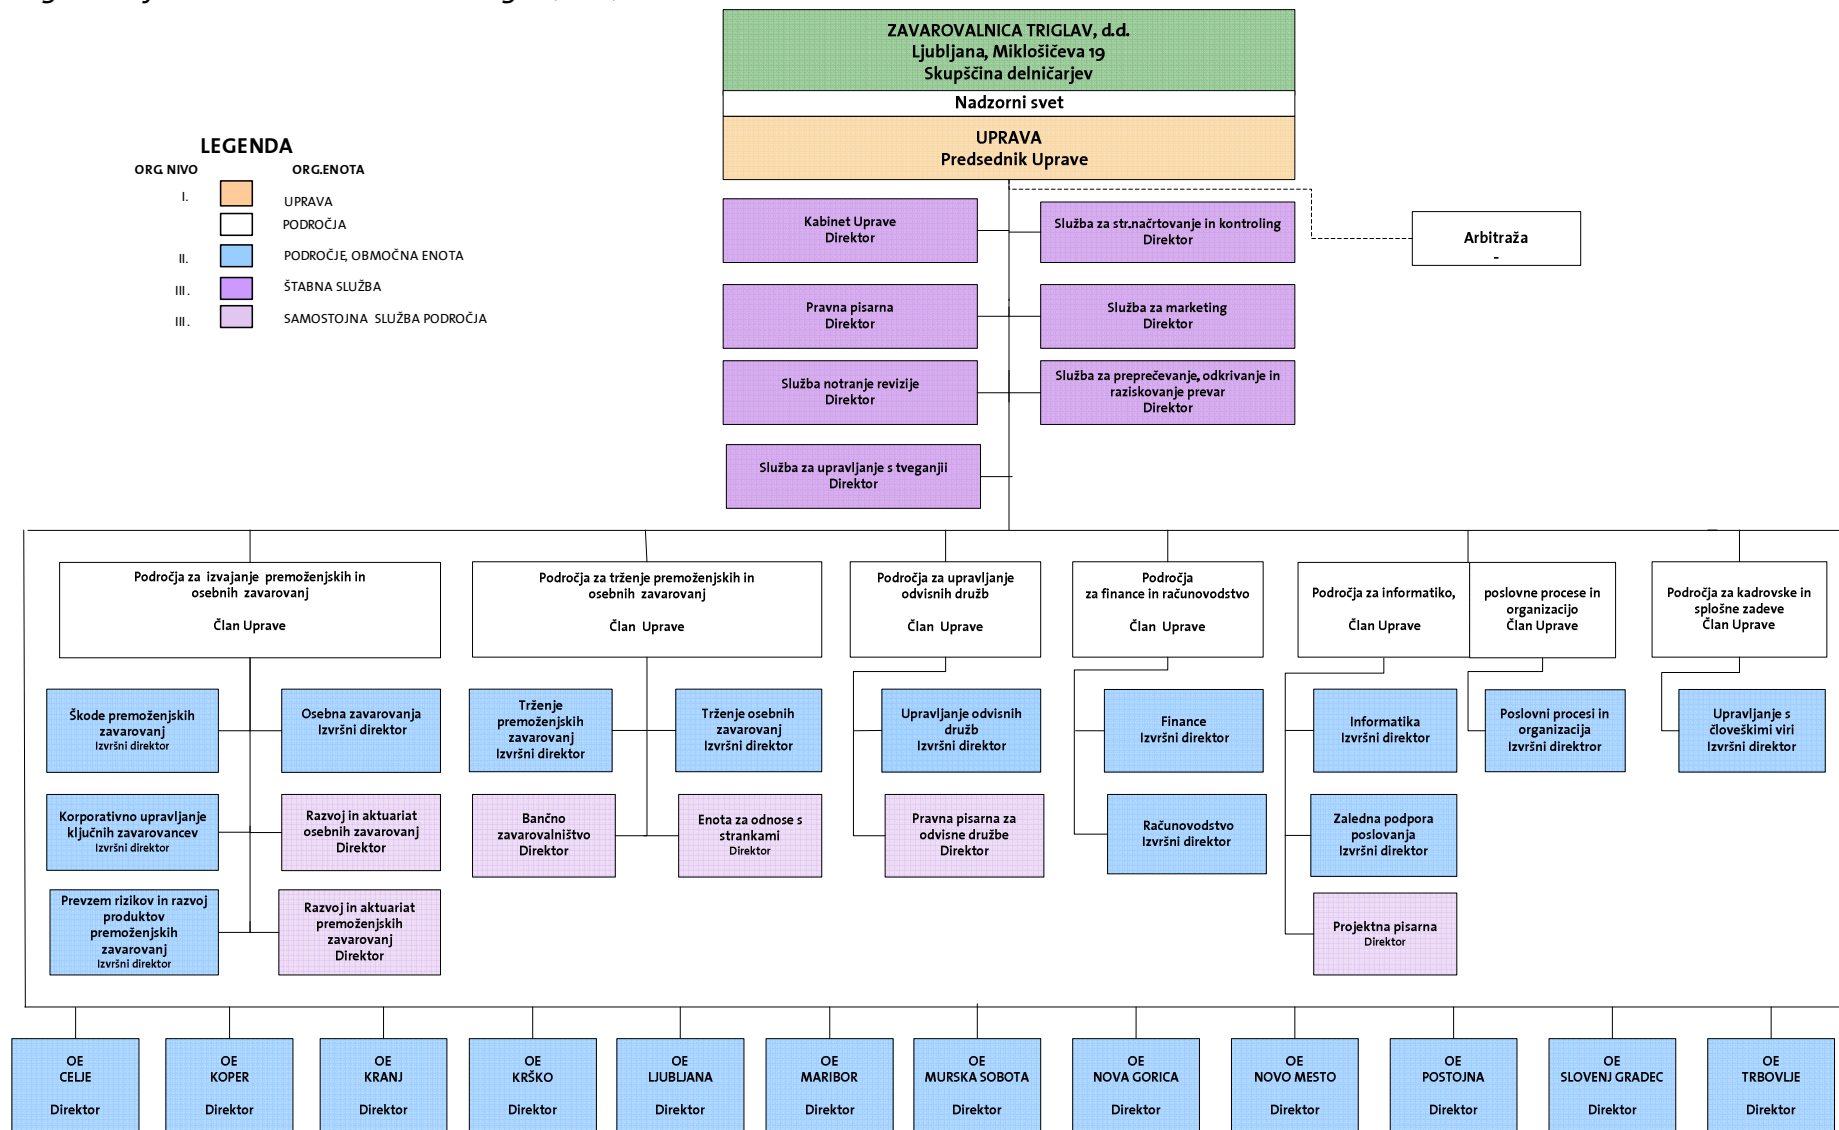 ZAVAROVALNICA TRIGLAV, d.d.
Ljubljana, Miklošičeva 19
Skupščina delničarjev
Nadzorni svet
UPRAVA
Predsednik Uprave
LEGENDA
ORG. NIVO
ORG.ENOTA
I.
UPRAVA
PODROČJA
II.
PODROČJE, OBMOČNA ENOTA
III.
ŠTABNA SLUŽBA
III.
SAMOSTOJNA SLUŽBA PODROČJA
Kabinet Uprave
Direktor
Služba za str.načrtovanje in kontroling
Direktor
Arbitraža
-
Pravna pisarna
Direktor
Služba za marketing
Direktor
Služba notranje revizije
Direktor
Služba za preprečevanje, odkrivanje in
raziskovanje prevar
Direktor
Služba za upravljanje s tveganjii
Direktor
Področja za izvajanje premoženjskih in
osebnih zavarovanj
Član Uprave
Področja za trženje premoženjskih in
osebnih zavarovanj
Član Uprave
Področja za upravljanje
odvisnih družb
Član Uprave
Področja
za finance in računovodstvo
Član Uprave
Področja za informatiko,
Član Uprave
poslovne procese in
organizacijo
Član Uprave
Področja za kadrovske in
splošne zadeve
Član Uprave
Škode premoženjskih
zavarovanj
Izvršni direktor
Osebna zavarovanja
Izvršni direktor
Trženje
premoženjskih
zavarovanj
Izvršni direktor
Trženje osebnih
zavarovanj
Izvršni direktor
Upravljanje odvisnih
družb
Izvršni direktor
Finance
Izvršni direktor
Informatika
Izvršni direktor
Poslovni procesi in
organizacija
Izvršni direktror
Upravljanje s
človeškimi viri
Izvršni direktor
Korporativno upravljanje
ključnih zavarovancev
Izvršni direktor
Razvoj in aktuariat
osebnih zavarovanj
Direktor
Bančno
zavarovalništvo
Direktor
Enota za odnose s
strankami
Direktor
Pravna pisarna za
odvisne družbe
Direktor
Računovodstvo
Izvršni direktor
Zaledna podpora
poslovanja
Izvršni direktor
Prevzem rizikov in razvoj
produktov
premoženjskih
zavarovanj
Izvršni direktor
Razvoj in aktuariat
premoženjskih
zavarovanj
Direktor
Projektna pisarna
Direktor
OE
CELJE
Direktor
OE
KOPER
Direktor
OE
KRANJ
Direktor
OE
KRŠKO
Direktor
OE
LJUBLJANA
Direktor
OE
MARIBOR
Direktor
OE
MURSKA SOBOTA
Direktor
OE
NOVA GORICA
Direktor
OE
NOVO MESTO
Direktor
OE
POSTOJNA
Direktor
OE
SLOVENJ GRADEC
Direktor
OE
TRBOVLJE
Direktor